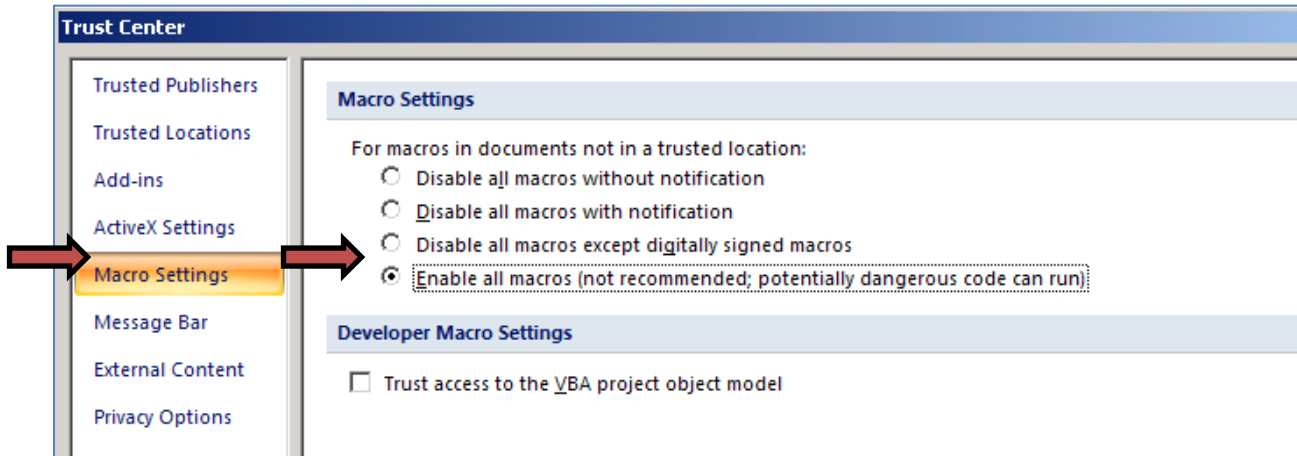 Trust Center
Trusted Publishers
Trusted Locations
Add-ins
ActiveX Settings
Macro Settings
Message Bar
External Content
Privacy Options
Macro Settings
For macros in documents not in a trusted location:
Disable all macros without notification
Disable all macros with notification
Disable all macros except digitally signed macros
Enable all macros (not recommended; potentially dangerous code can run)
Developer Macro Settings
Trust access to the VBA project object model